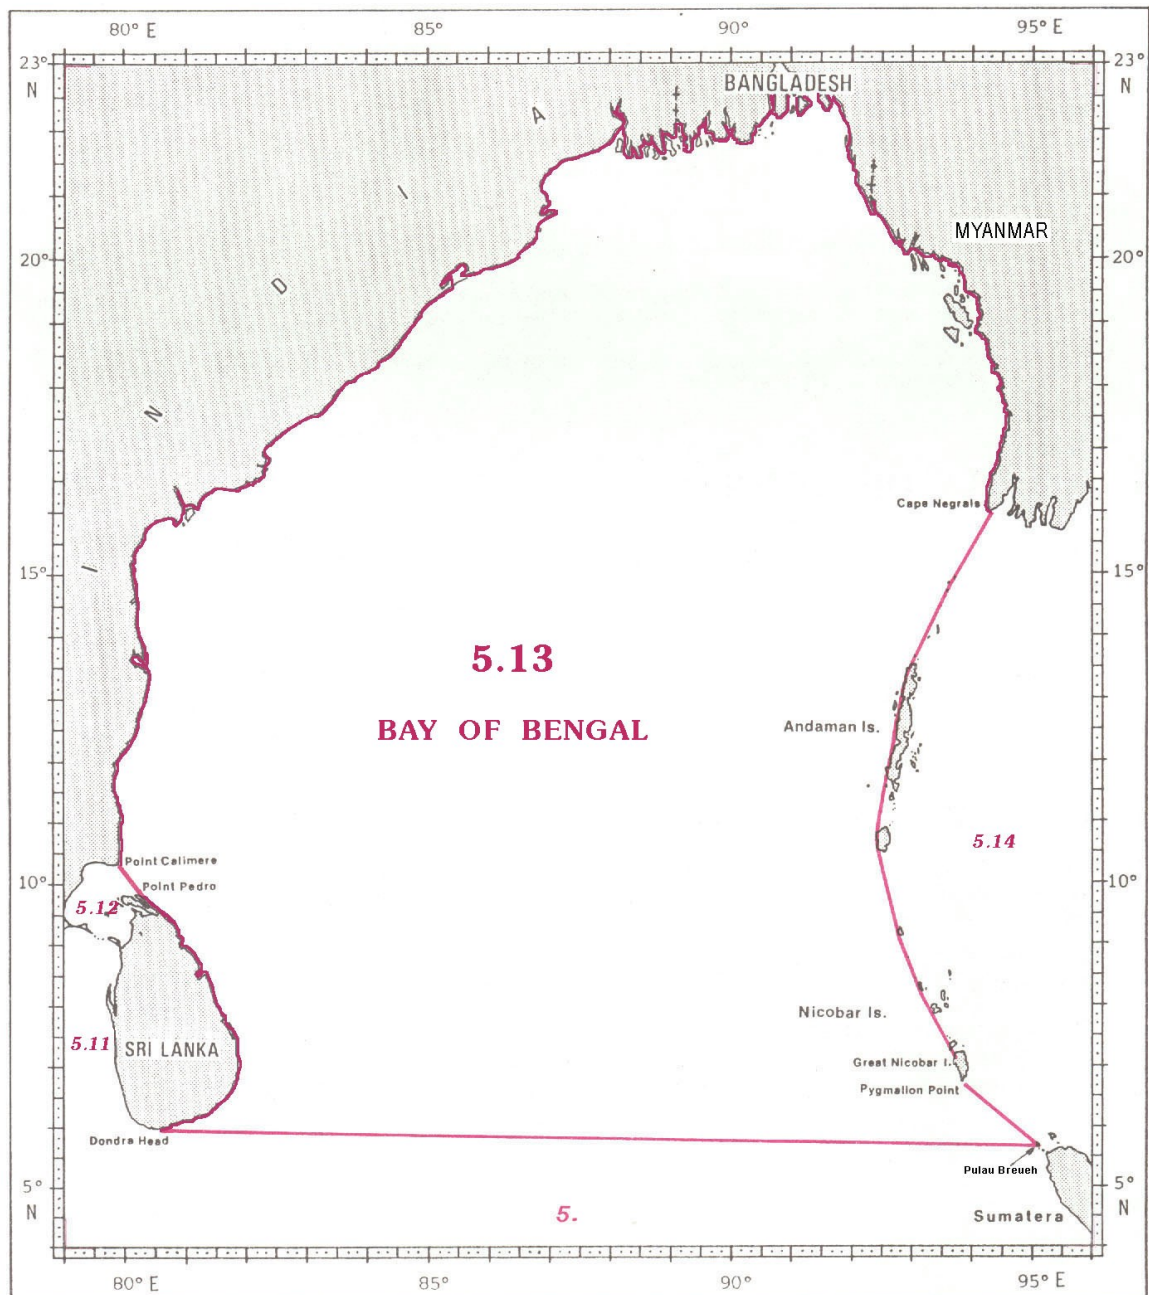 80° E 85° 90° 95° E
23° 23°
N N
BANGLADESH
A
I
MYANMAR
20° 20°
D
N
Cape Negrais
I
15° 15°
5.13
BAY OF BENGAL
Andaman Is.
5.14
Point Calimere
10° Point Pedro 10°
5.12
Nicobar Is.
5.11 SRI LANKA
Great Nicobar I.
Pygmalion Point
Dondra Head
Pulau Breueh
5° 5°
N 5. Sumatera N
80° E 85° 90° 95° E